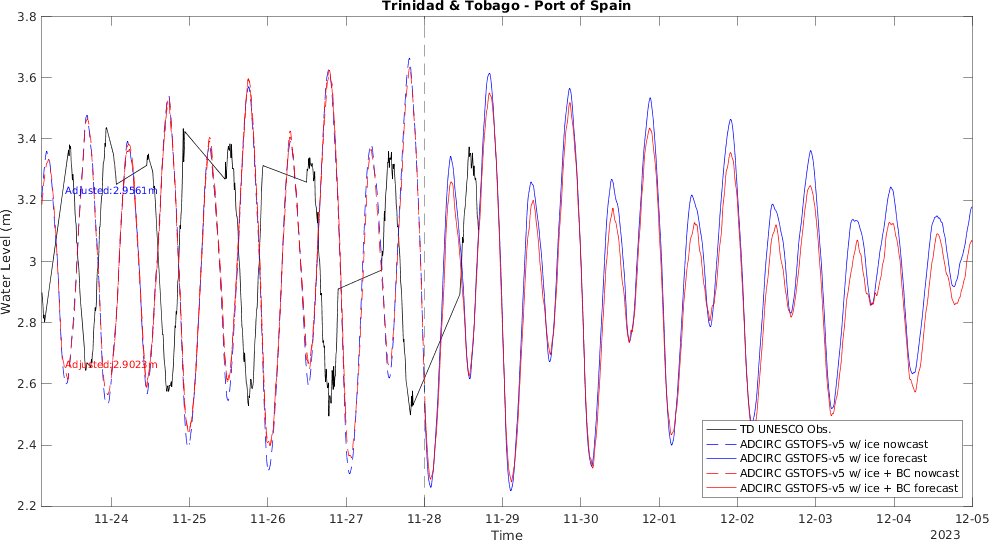 Trinidad & Tobago - Port of Spain
3.8
3.6
3.4
3.2
3
2.8
2.6
2.4
2.2
Water Level (m)
Adjusted:2.9561m
Adjusted:2.9023m
TD UNESCO Obs.
ADCIRC GSTOFS-v5 w/ ice nowcast
ADCIRC GSTOFS-v5 w/ ice forecast
ADCIRC GSTOFS-v5 w/ ice + BC nowcast
ADCIRC GSTOFS-v5 w/ ice + BC forecast
11-24 11-25 11-26 11-27 11-28 11-29 11-30 12-01 12-02 12-03 12-04 12-05
Time
2023